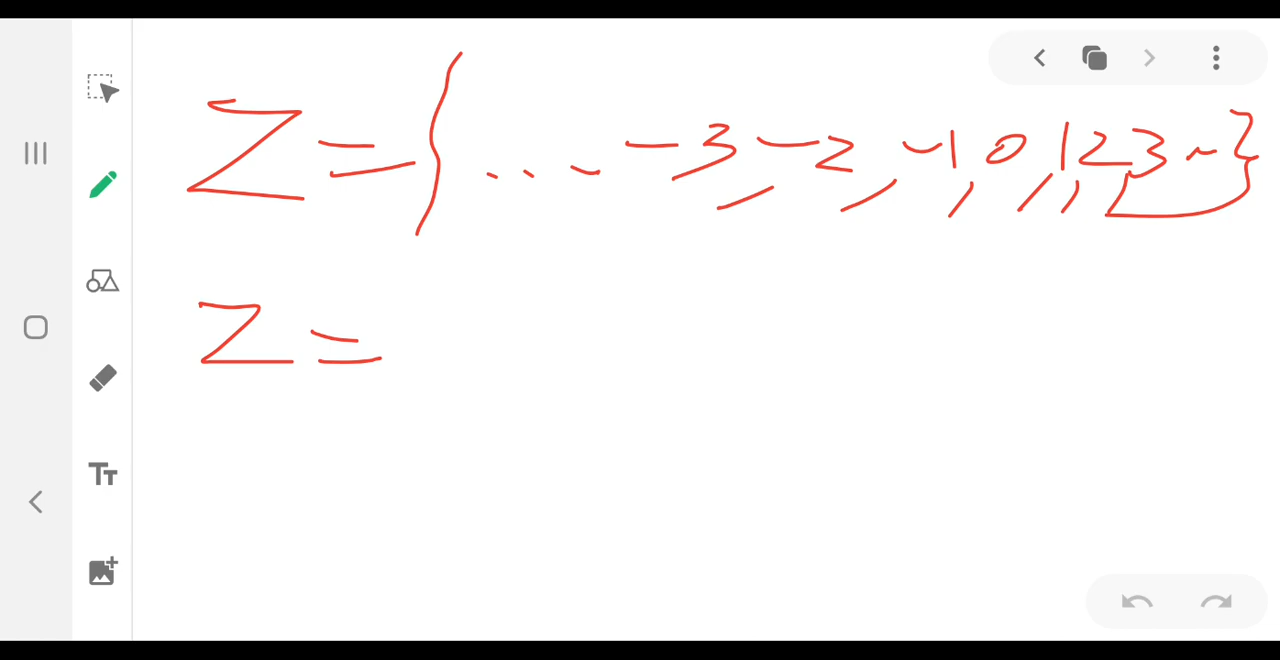 Z = { ... -3, -2, -1, 0, 1, 2, 3 ~ }
Z =